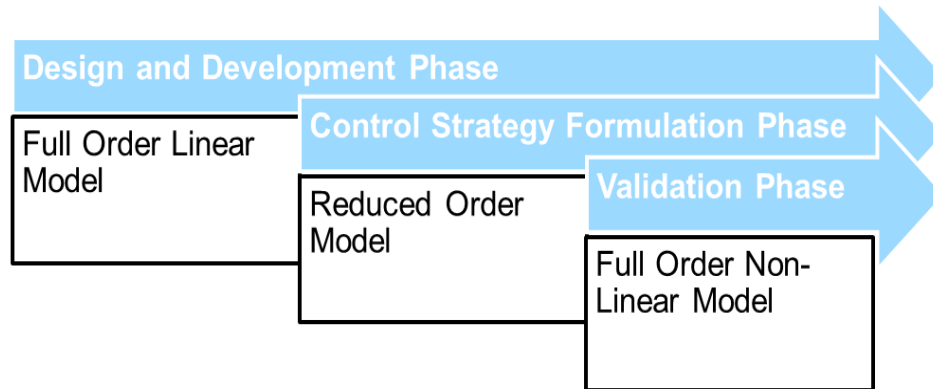 Design and Development Phase
Full Order Linear
Model
Control Strategy Formulation Phase
Reduced Order
Model
Validation Phase
Full Order Non-
Linear Model